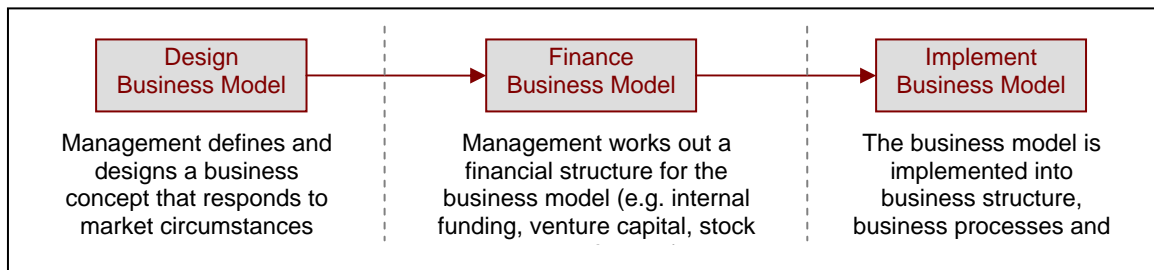 Design
Business Model
Finance
Business Model
Implement
Business Model
Management defines and
designs a business
concept that responds to
market circumstances
Management works out a
financial structure for the
business model (e.g. internal
funding, venture capital, stock
The business model is
implemented into
business structure,
business processes and